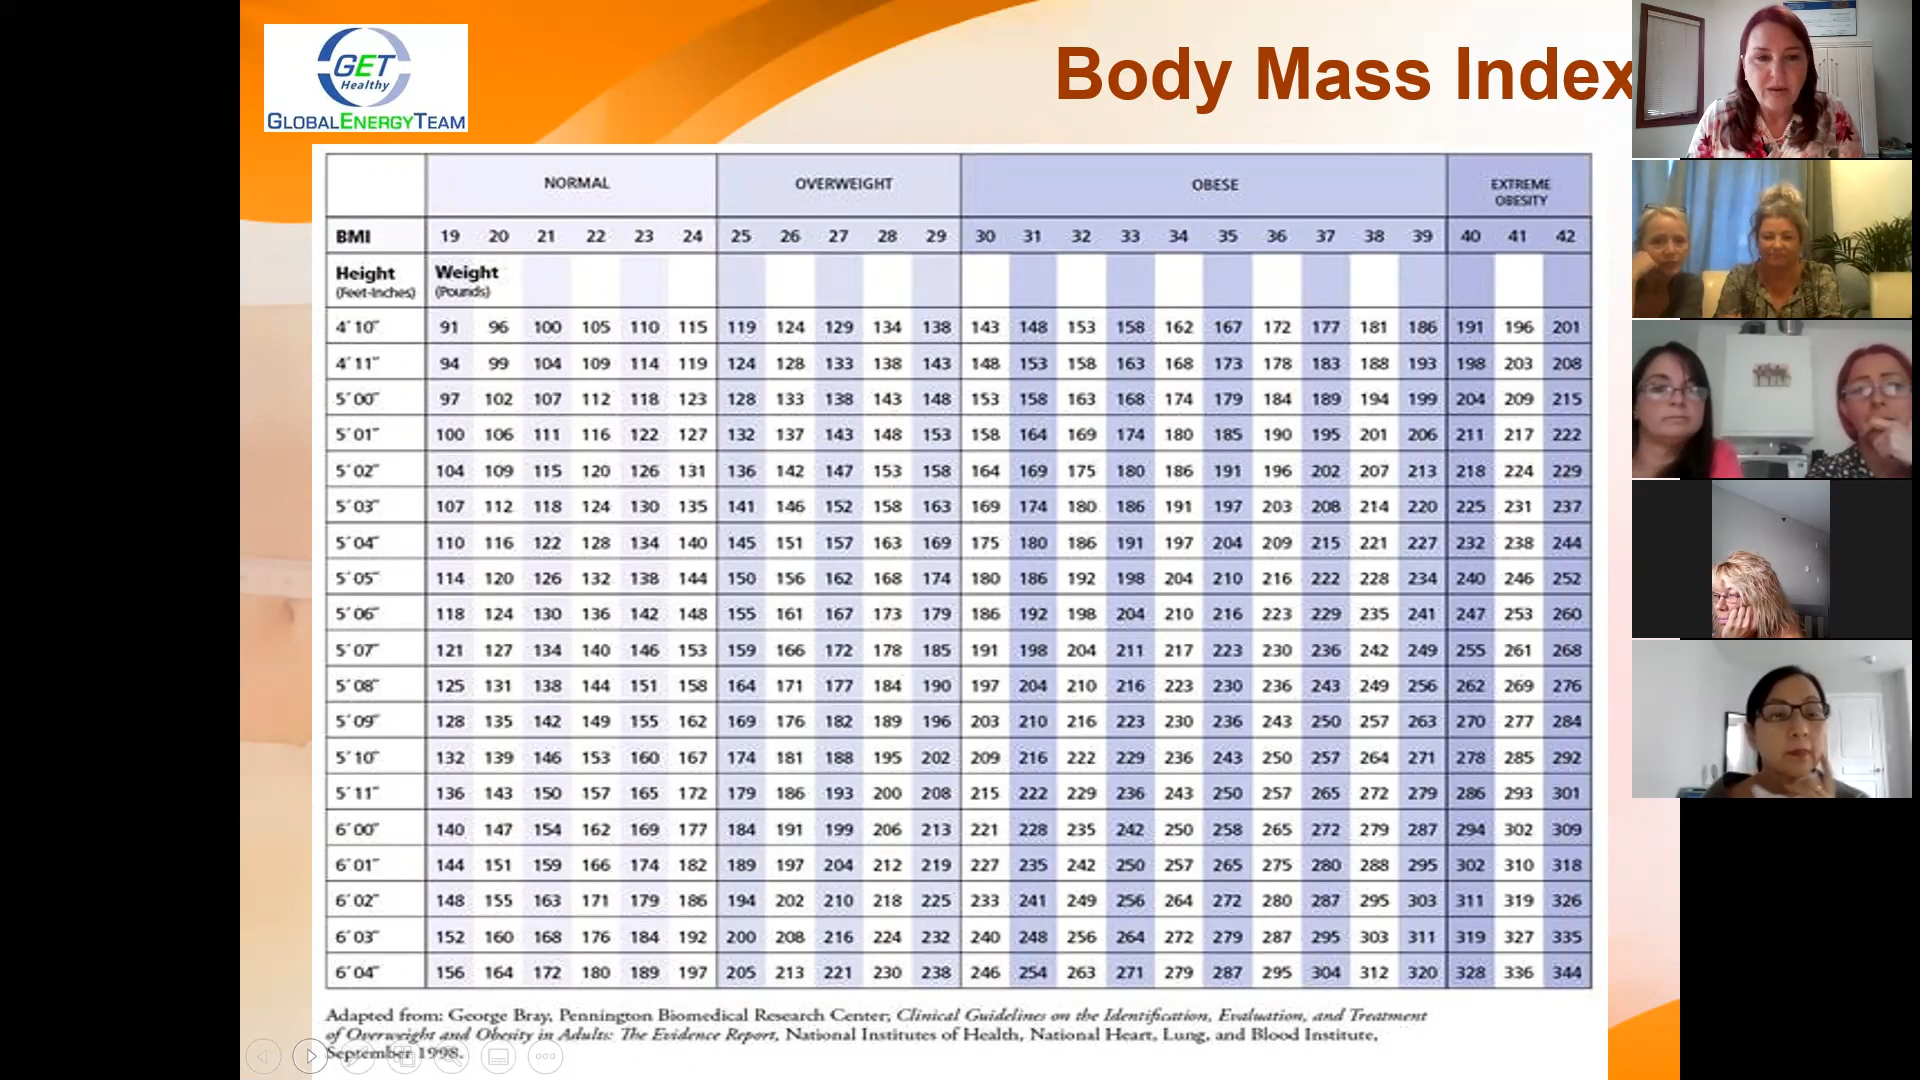 GET
Healthy
GLOBALENERGYTEAM
Body Mass Index
NORMAL OVERWEIGHT OBESE EXTREME OBESITY
BMI 19 20 21 22 23 24 25 26 27 28 29 30 31 32 33 34 35 36 37 38 39 40 41 42
Height Weight
(Feet-Inches) (Pounds)
4'10" 91 96 100 105 110 115 119 124 129 134 138 143 148 153 158 162 167 172 177 181 186 191 196 201
4'11" 94 99 104 109 114 119 124 128 133 138 143 148 153 158 163 168 173 178 183 188 193 198 203 208
5'00" 97 102 107 112 118 123 128 133 138 143 148 153 158 163 168 174 179 184 189 194 199 204 209 215
5'01" 100 106 111 116 122 127 132 137 143 148 153 158 164 169 174 180 185 190 195 201 206 211 217 222
5'02" 104 109 115 120 126 131 136 142 147 153 158 164 169 175 180 186 191 196 202 207 213 218 224 229
5'03" 107 112 118 124 130 135 141 146 152 158 163 169 174 180 186 191 197 203 208 214 220 225 231 237
5'04" 110 116 122 128 134 140 145 151 157 163 169 175 180 186 191 197 204 209 215 221 227 232 238 244
5'05" 114 120 126 132 138 144 150 156 162 168 174 180 186 192 198 204 210 216 222 228 234 240 246 252
5'06" 118 124 130 136 142 148 155 161 167 173 179 186 192 198 204 210 216 223 229 235 241 247 253 260
5'07" 121 127 134 140 146 153 159 166 172 178 185 191 198 204 211 217 223 230 236 242 249 255 261 268
5'08" 125 131 138 144 151 158 164 171 177 184 190 197 204 210 216 223 230 236 243 249 256 262 269 276
5'09" 128 135 142 149 155 162 169 176 182 189 196 203 210 216 223 230 236 243 250 257 263 270 277 284
5'10" 132 139 146 153 160 167 174 181 188 195 202 209 216 222 229 236 243 250 257 264 271 278 285 292
5'11" 136 143 150 157 165 172 179 186 193 200 208 215 222 229 236 243 250 257 265 272 279 286 293 301
6'00" 140 147 154 162 169 177 184 191 199 206 213 221 228 235 242 250 258 265 272 279 287 294 302 309
6'01" 144 151 159 166 174 182 189 197 204 212 219 227 235 242 250 257 265 275 280 288 295 302 310 318
6'02" 148 155 163 171 179 186 194 202 210 218 225 233 241 249 256 264 272 280 287 295 303 311 319 326
6'03" 152 160 168 176 184 192 200 208 216 224 232 240 248 256 264 272 279 287 295 303 311 319 327 335
6'04" 156 164 172 180 189 197 205 213 221 230 238 246 254 263 271 279 287 295 304 312 320 328 336 344
Adapted from: George Bray, Pennington Biomedical Research Center; Clinical Guidelines on the Identification, Evaluation, and Treatment
of Overweight and Obesity in Adults: The Evidence Report, National Institutes of Health, National Heart, Lung, and Blood Institute,
September 1998.